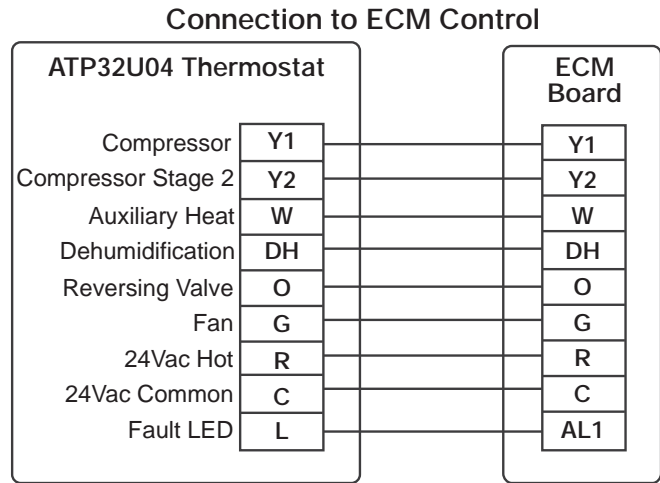 Connection to ECM Control
ATP32U04 Thermostat
ECM
Board
Compressor Y1 Y1
Compressor Stage 2 Y2 Y2
Auxiliary Heat W W
Dehumidification DH DH
Reversing Valve O O
Fan G G
24Vac Hot R R
24Vac Common C C
Fault LED L AL1